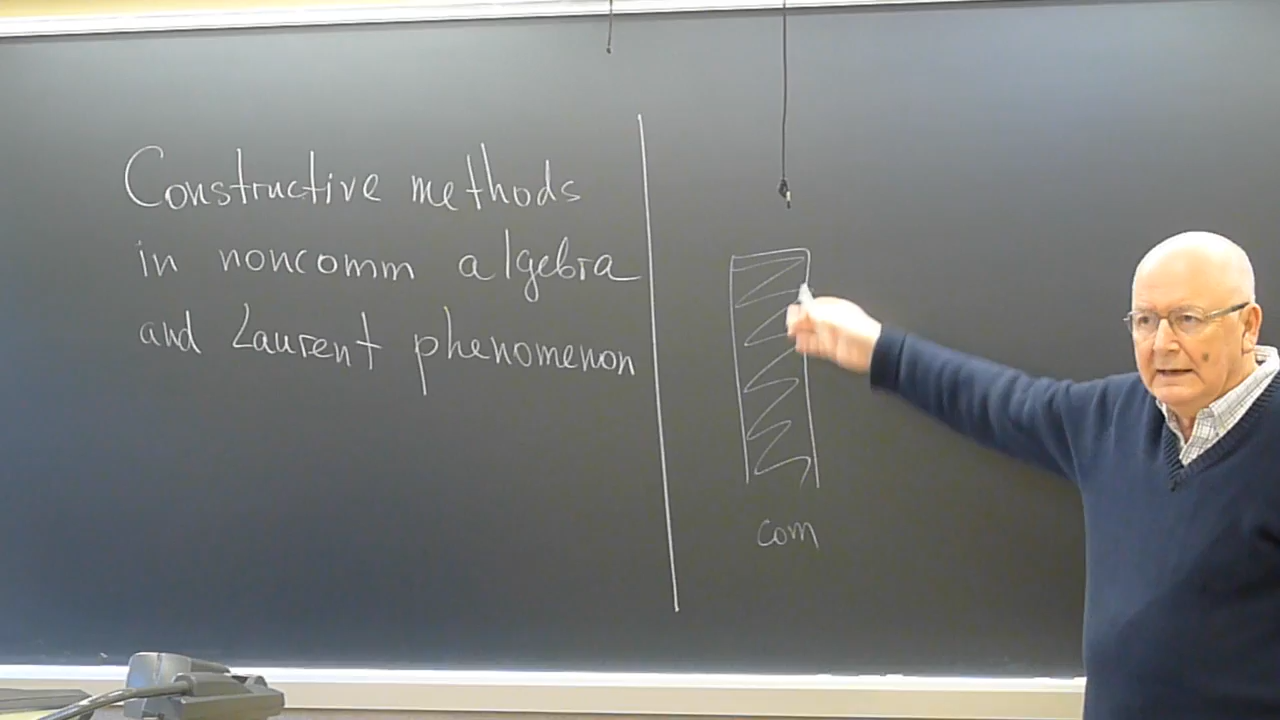 Constructive methods
in noncomm algebra
and Laurent phenomenon
com